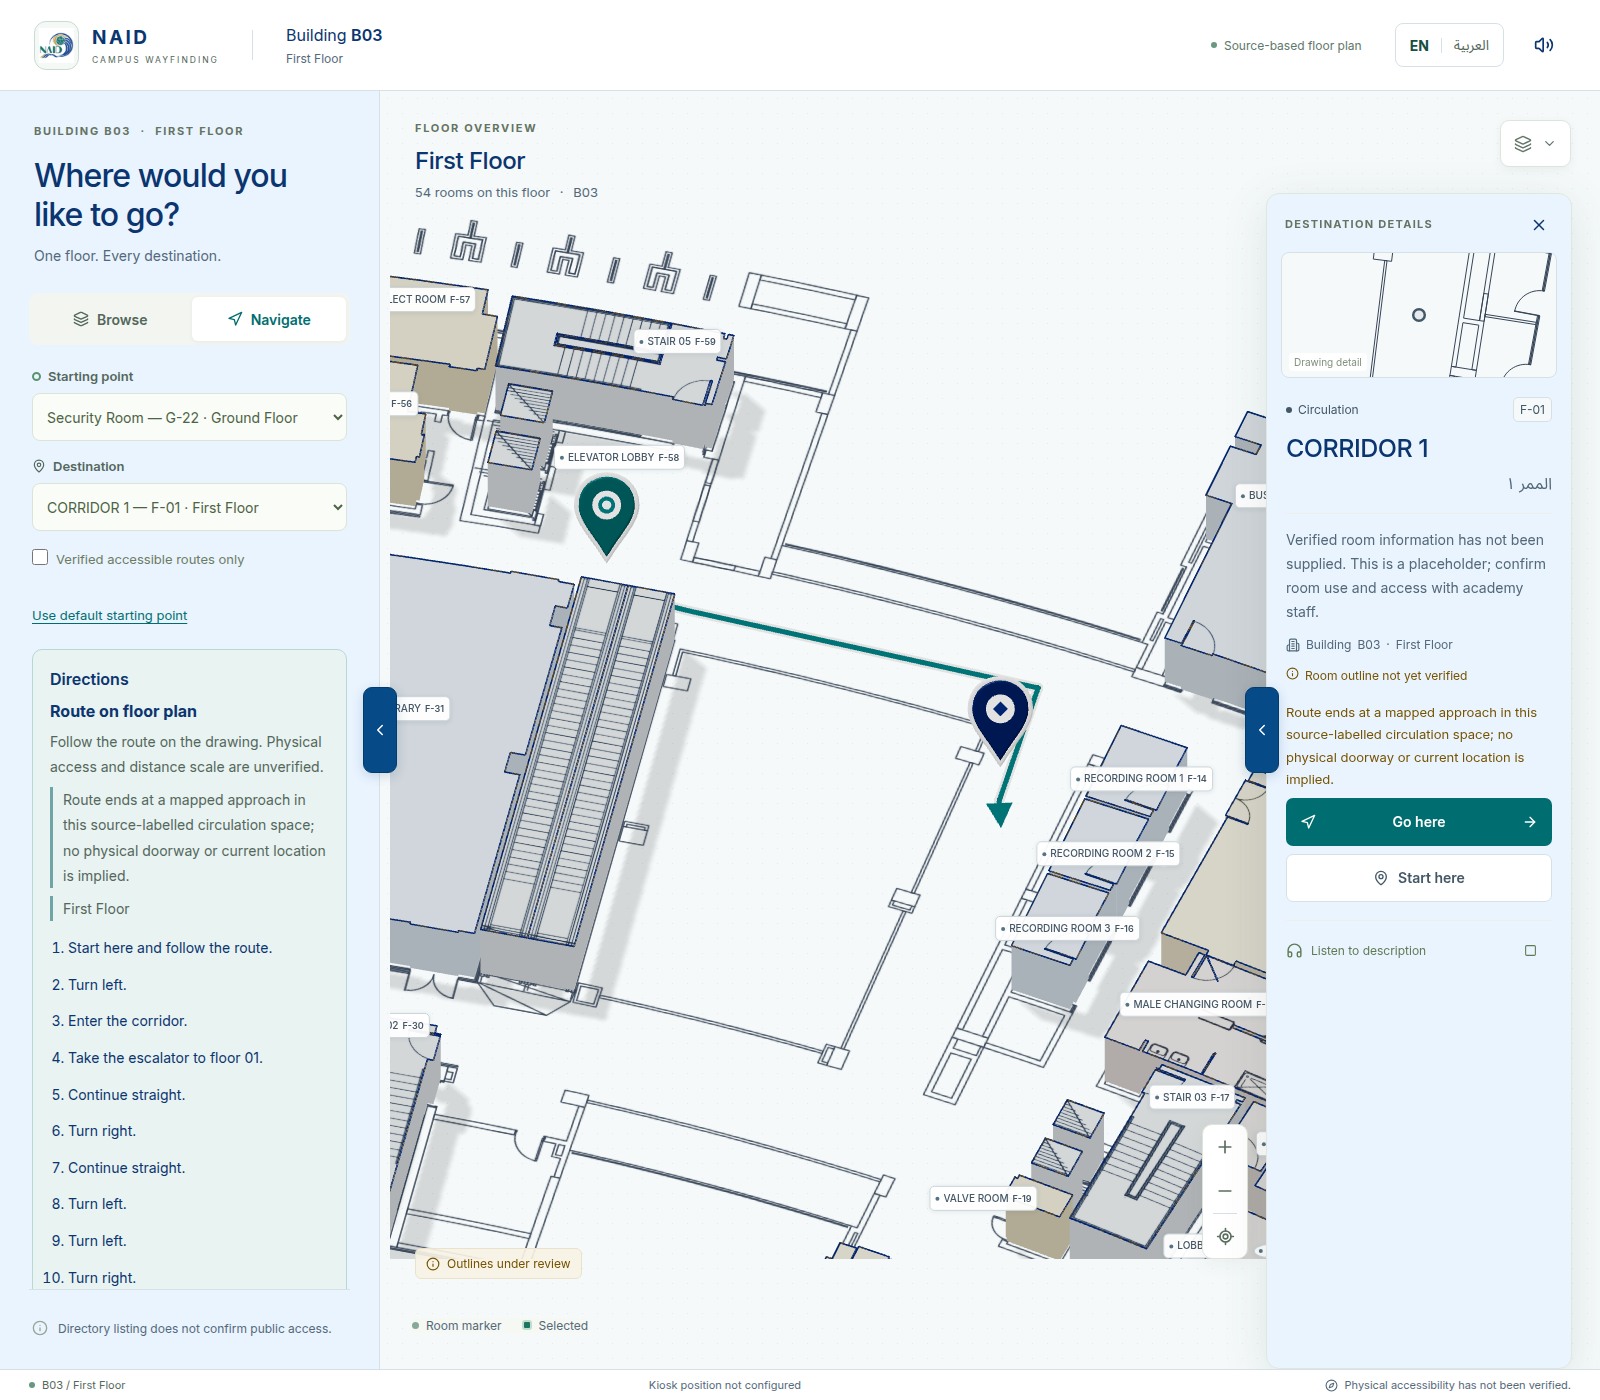 NAID
CAMPUS WAYFINDING
Building B03
First Floor
Source-based floor plan
EN
العربية
BUILDING B03 · FIRST FLOOR
Where would you
like to go?
One floor. Every destination.
Browse
Navigate
Starting point
Security Room — G-22 · Ground Floor
Destination
CORRIDOR 1 — F-01 · First Floor
Verified accessible routes only
Use default starting point
Directions
Route on floor plan
Follow the route on the drawing. Physical
access and distance scale are unverified.
Route ends at a mapped approach in
this source-labelled circulation space;
no physical doorway or current location
is implied.
First Floor
1. Start here and follow the route.
2. Turn left.
3. Enter the corridor.
4. Take the escalator to floor 01.
5. Continue straight.
6. Turn right.
7. Continue straight.
8. Turn left.
9. Turn left.
10. Turn right.
Directory listing does not confirm public access.
FLOOR OVERVIEW
First Floor
54 rooms on this floor · B03
LECT ROOM F-57
STAIR 05 F-59
F-56
ELEVATOR LOBBY F-58
BUS
RARY F-31
RECORDING ROOM 1 F-14
RECORDING ROOM 2 F-15
RECORDING ROOM 3 F-16
MALE CHANGING ROOM F-
02 F-30
STAIR 03 F-17
VALVE ROOM F-19
LOBB
Outlines under review
Room marker
Selected
DESTINATION DETAILS
Drawing detail
Circulation
F-01
CORRIDOR 1
الممر ١
Verified room information has not been
supplied. This is a placeholder; confirm
room use and access with academy
staff.
Building B03 · First Floor
Room outline not yet verified
Route ends at a mapped approach in this
source-labelled circulation space; no
physical doorway or current location is
implied.
Go here
Start here
Listen to description
B03 / First Floor
Kiosk position not configured
Physical accessibility has not been verified.